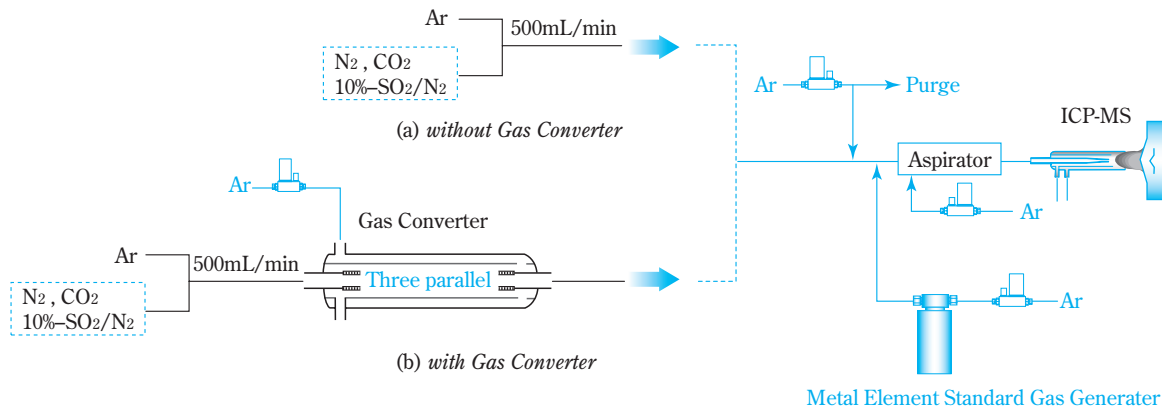 Ar
500mL/min
N2 , CO2
10%–SO2/N2
(a) without Gas Converter
Ar
Purge
ICP-MS
Aspirator
Ar
Ar
Gas Converter
Ar
500mL/min
Three parallel
N2 , CO2
10%–SO2/N2
Ar
(b) with Gas Converter
Metal Element Standard Gas Generater